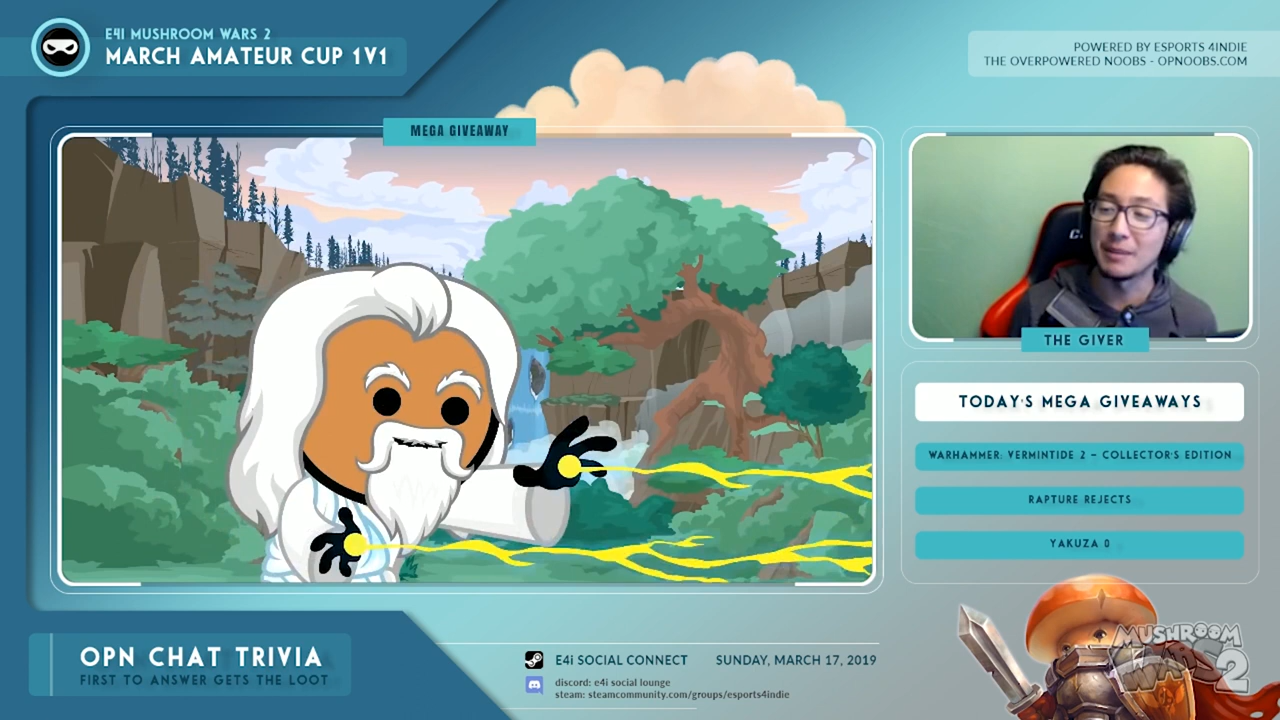 E4I MUSHROOM WARS 2
MARCH AMATEUR CUP 1V1
POWERED BY ESPORTS 4INDIE
THE OVERPOWERED NOOBS - OPNOOBS.COM
MEGA GIVEAWAY
THE GIVER
TODAY'S MEGA GIVEAWAYS
WARHAMMER: VERMINTIDE 2 – COLLECTOR'S EDITION
RAPTURE REJECTS
YAKUZA 0
OPN CHAT TRIVIA
FIRST TO ANSWER GETS THE LOOT
E4i SOCIAL CONNECT
SUNDAY, MARCH 17, 2019
discord: e4i social lounge
steam: steamcommunity.com/groups/esports4indie
MUSHROOM
WARS 2